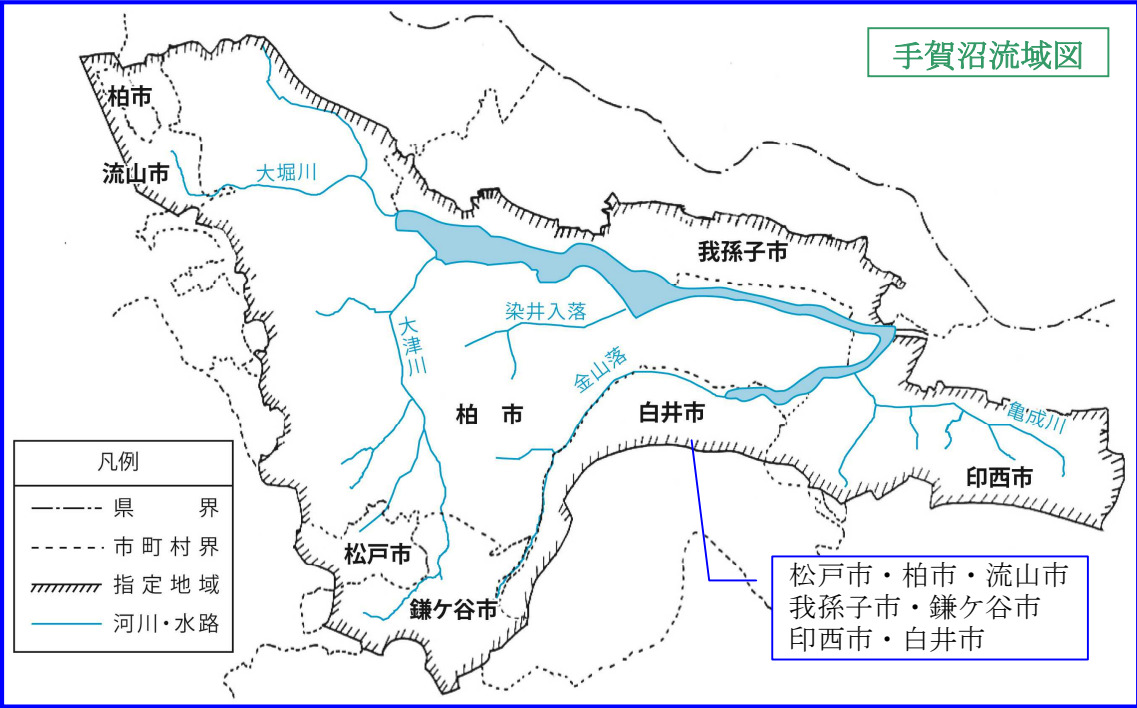 手賀沼流域図
柏市
流山市
大堀川
我孫子市
染井入落
大津川
金山落
柏 市
白井市
亀成川
印西市
松戸市
鎌ケ谷市
凡例
県 界
市町村界
指定地域
河川・水路
松戸市・柏市・流山市
我孫子市・鎌ケ谷市
印西市・白井市